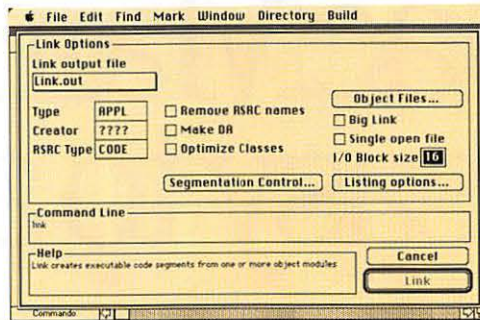 File Edit Find Mark Window Directory Build
Link Options
Link output file
Link.out
Type APPL
Creator ????
RSRC Type CODE
Remove RSRC names
Make DA
Optimize Classes
Object Files...
Big Link
Single open file
I/O Block size 16
Segmentation Control...
Listing options...
Command Line
link
Help
Link creates executable code segments from one or more object modules
Cancel
Link
Commando